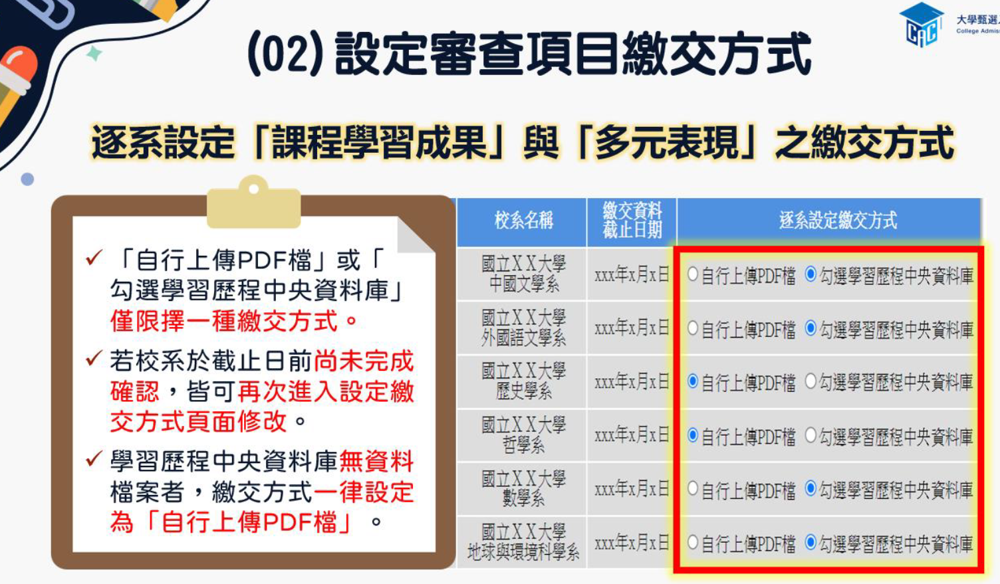 (02) 設定審查項目繳交方式
大學甄選
College Admis
CAC
逐系設定「課程學習成果」與「多元表現」之繳交方式
✓「自行上傳PDF檔」或「
勾選學習歷程中央資料庫」
僅限擇一種繳交方式。
✓若校系於截止日前尚未完成
確認，皆可再次進入設定繳
交方式頁面修改。
✓學習歷程中央資料庫無資料
檔案者，繳交方式一律設定
為「自行上傳PDF檔」。
校系名稱 繳交資料 逐系設定繳交方式
截止日期
國立ＸＸ大學
中國文學系 xxx年x月x日 自行上傳PDF檔 勾選學習歷程中央資料庫
國立ＸＸ大學
外國語文學系 xxx年x月x日 自行上傳PDF檔 勾選學習歷程中央資料庫
國立ＸＸ大學
歷史學系 xxx年x月x日 自行上傳PDF檔 勾選學習歷程中央資料庫
國立ＸＸ大學
哲學系 xxx年x月x日 自行上傳PDF檔 勾選學習歷程中央資料庫
國立ＸＸ大學
數學系 xxx年x月x日 自行上傳PDF檔 勾選學習歷程中央資料庫
國立ＸＸ大學
地球與環境科學系 xxx年x月x日 自行上傳PDF檔 勾選學習歷程中央資料庫